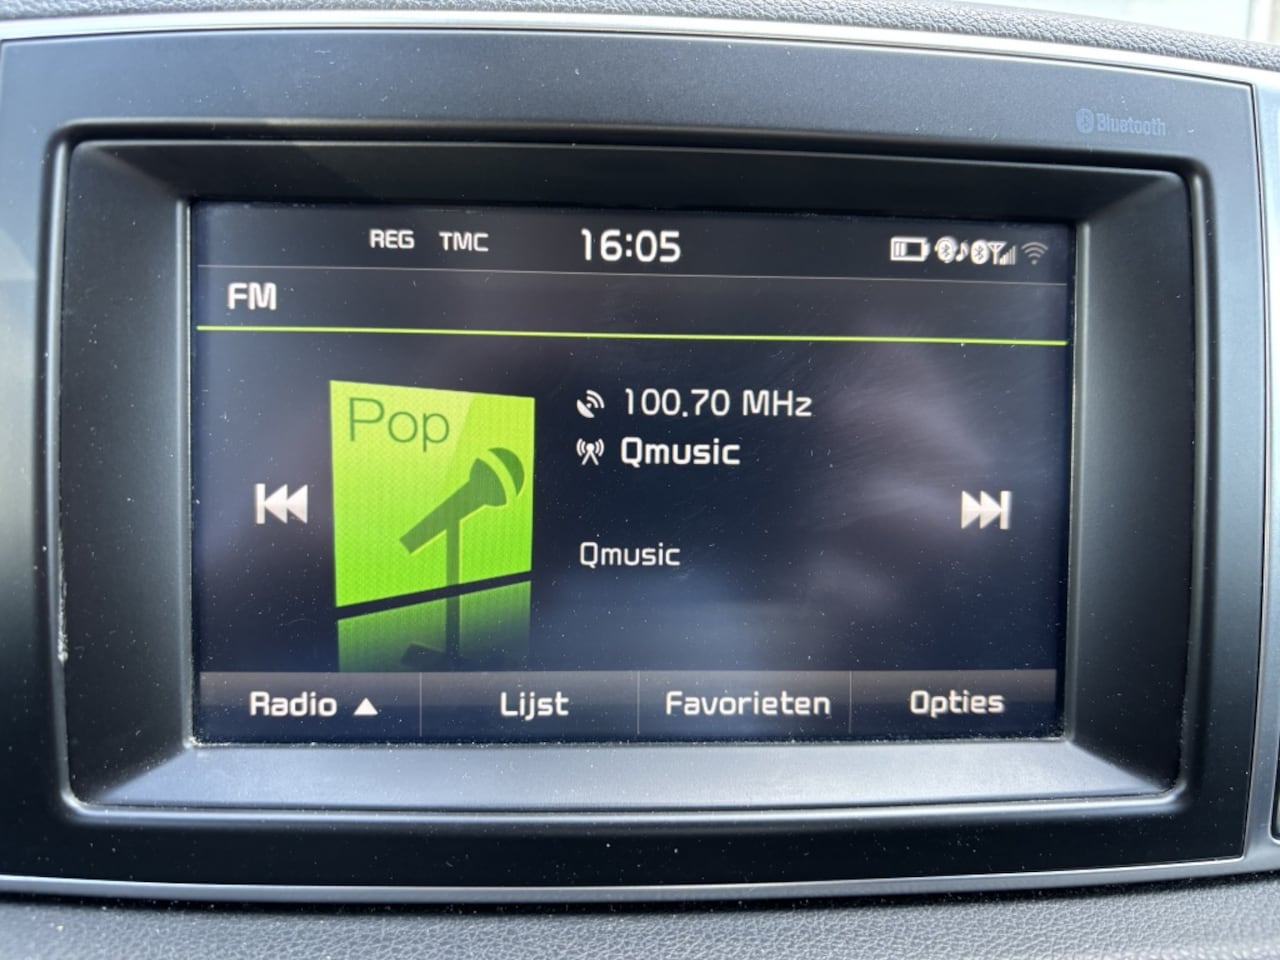 Bluetooth
REG TMC 16:05
FM
Pop
100.70 MHz
Qmusic
Qmusic
Radio ▲ Lijst Favorieten Opties